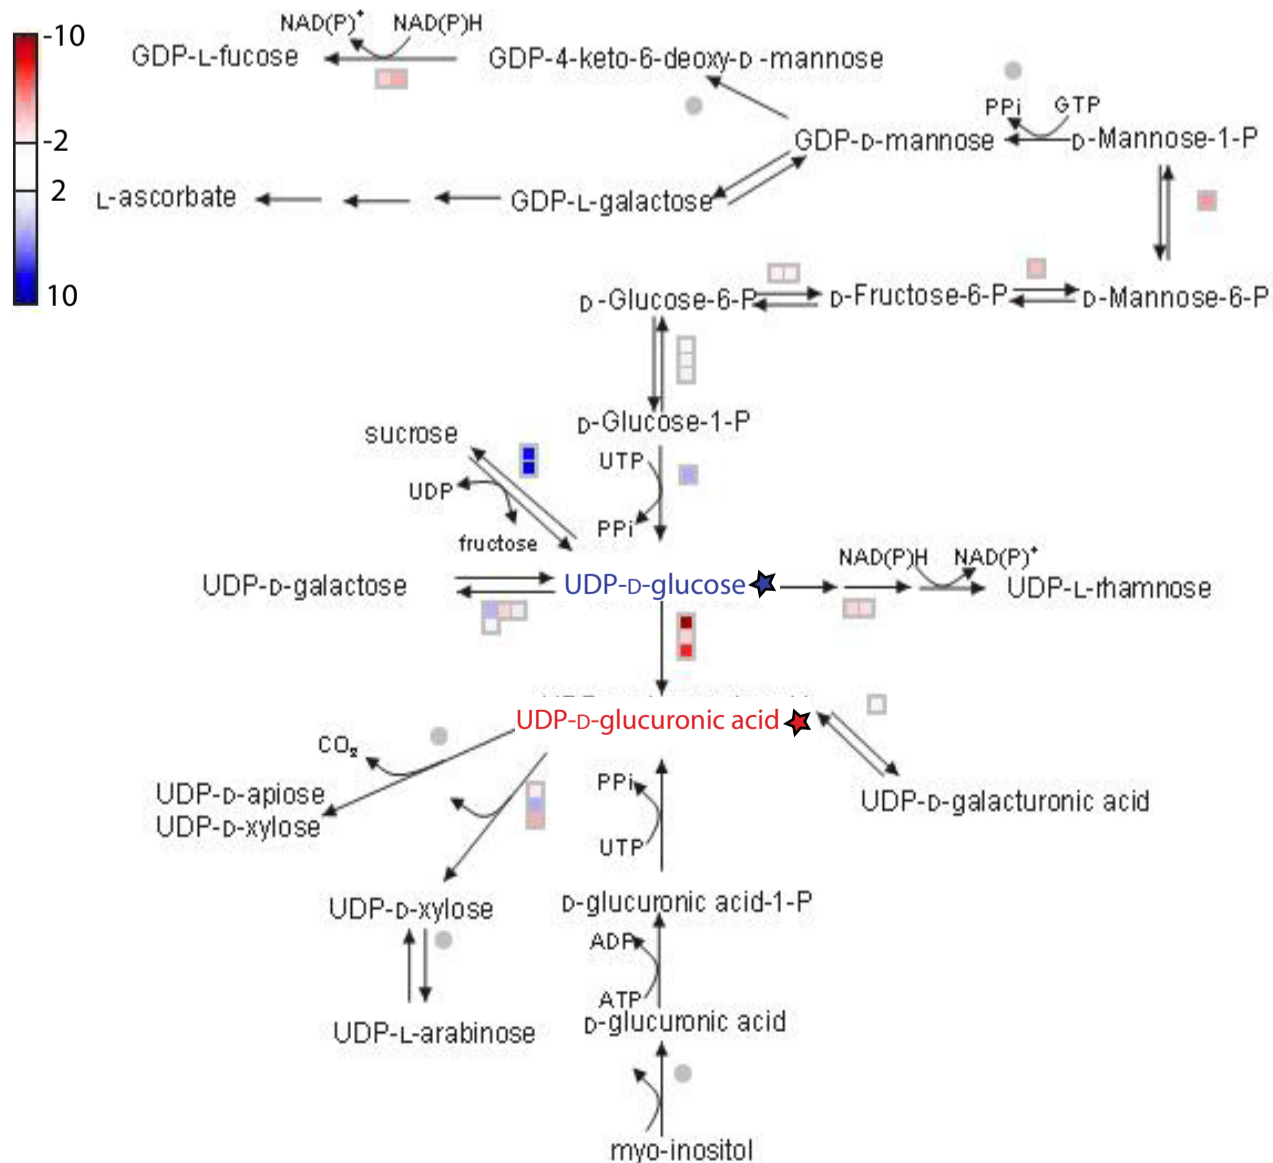 -10
-2
2
10
NAD(P)⁺ NAD(P)H
GDP-L-fucose
GDP-4-keto-6-deoxy-D -mannose
PPi GTP
GDP-D-mannose
D-Mannose-1-P
L-ascorbate
GDP-L-galactose
D-Glucose-6-P
D-Fructose-6-P
D-Mannose-6-P
D-Glucose-1-P
sucrose
UTP
UDP
PPi
fructose
NAD(P)H NAD(P)⁺
UDP-D-galactose
UDP-D-glucose
UDP-L-rhamnose
UDP-D-glucuronic acid
CO₂
PPi
UDP-D-apiose
UDP-D-xylose
UDP-D-galacturonic acid
UTP
UDP-D-xylose
D-glucuronic acid-1-P
ADP
ATP
D-glucuronic acid
UDP-L-arabinose
myo-inositol